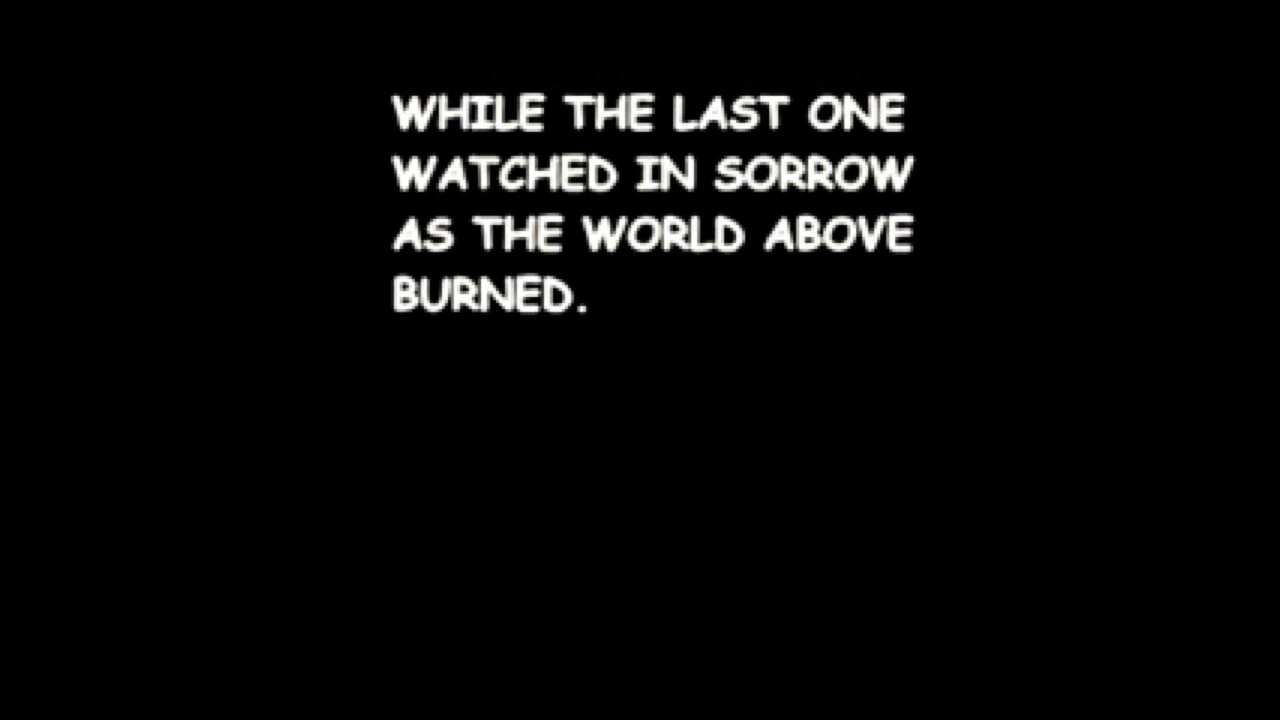 WHILE THE LAST ONE
WATCHED IN SORROW
AS THE WORLD ABOVE
BURNED.